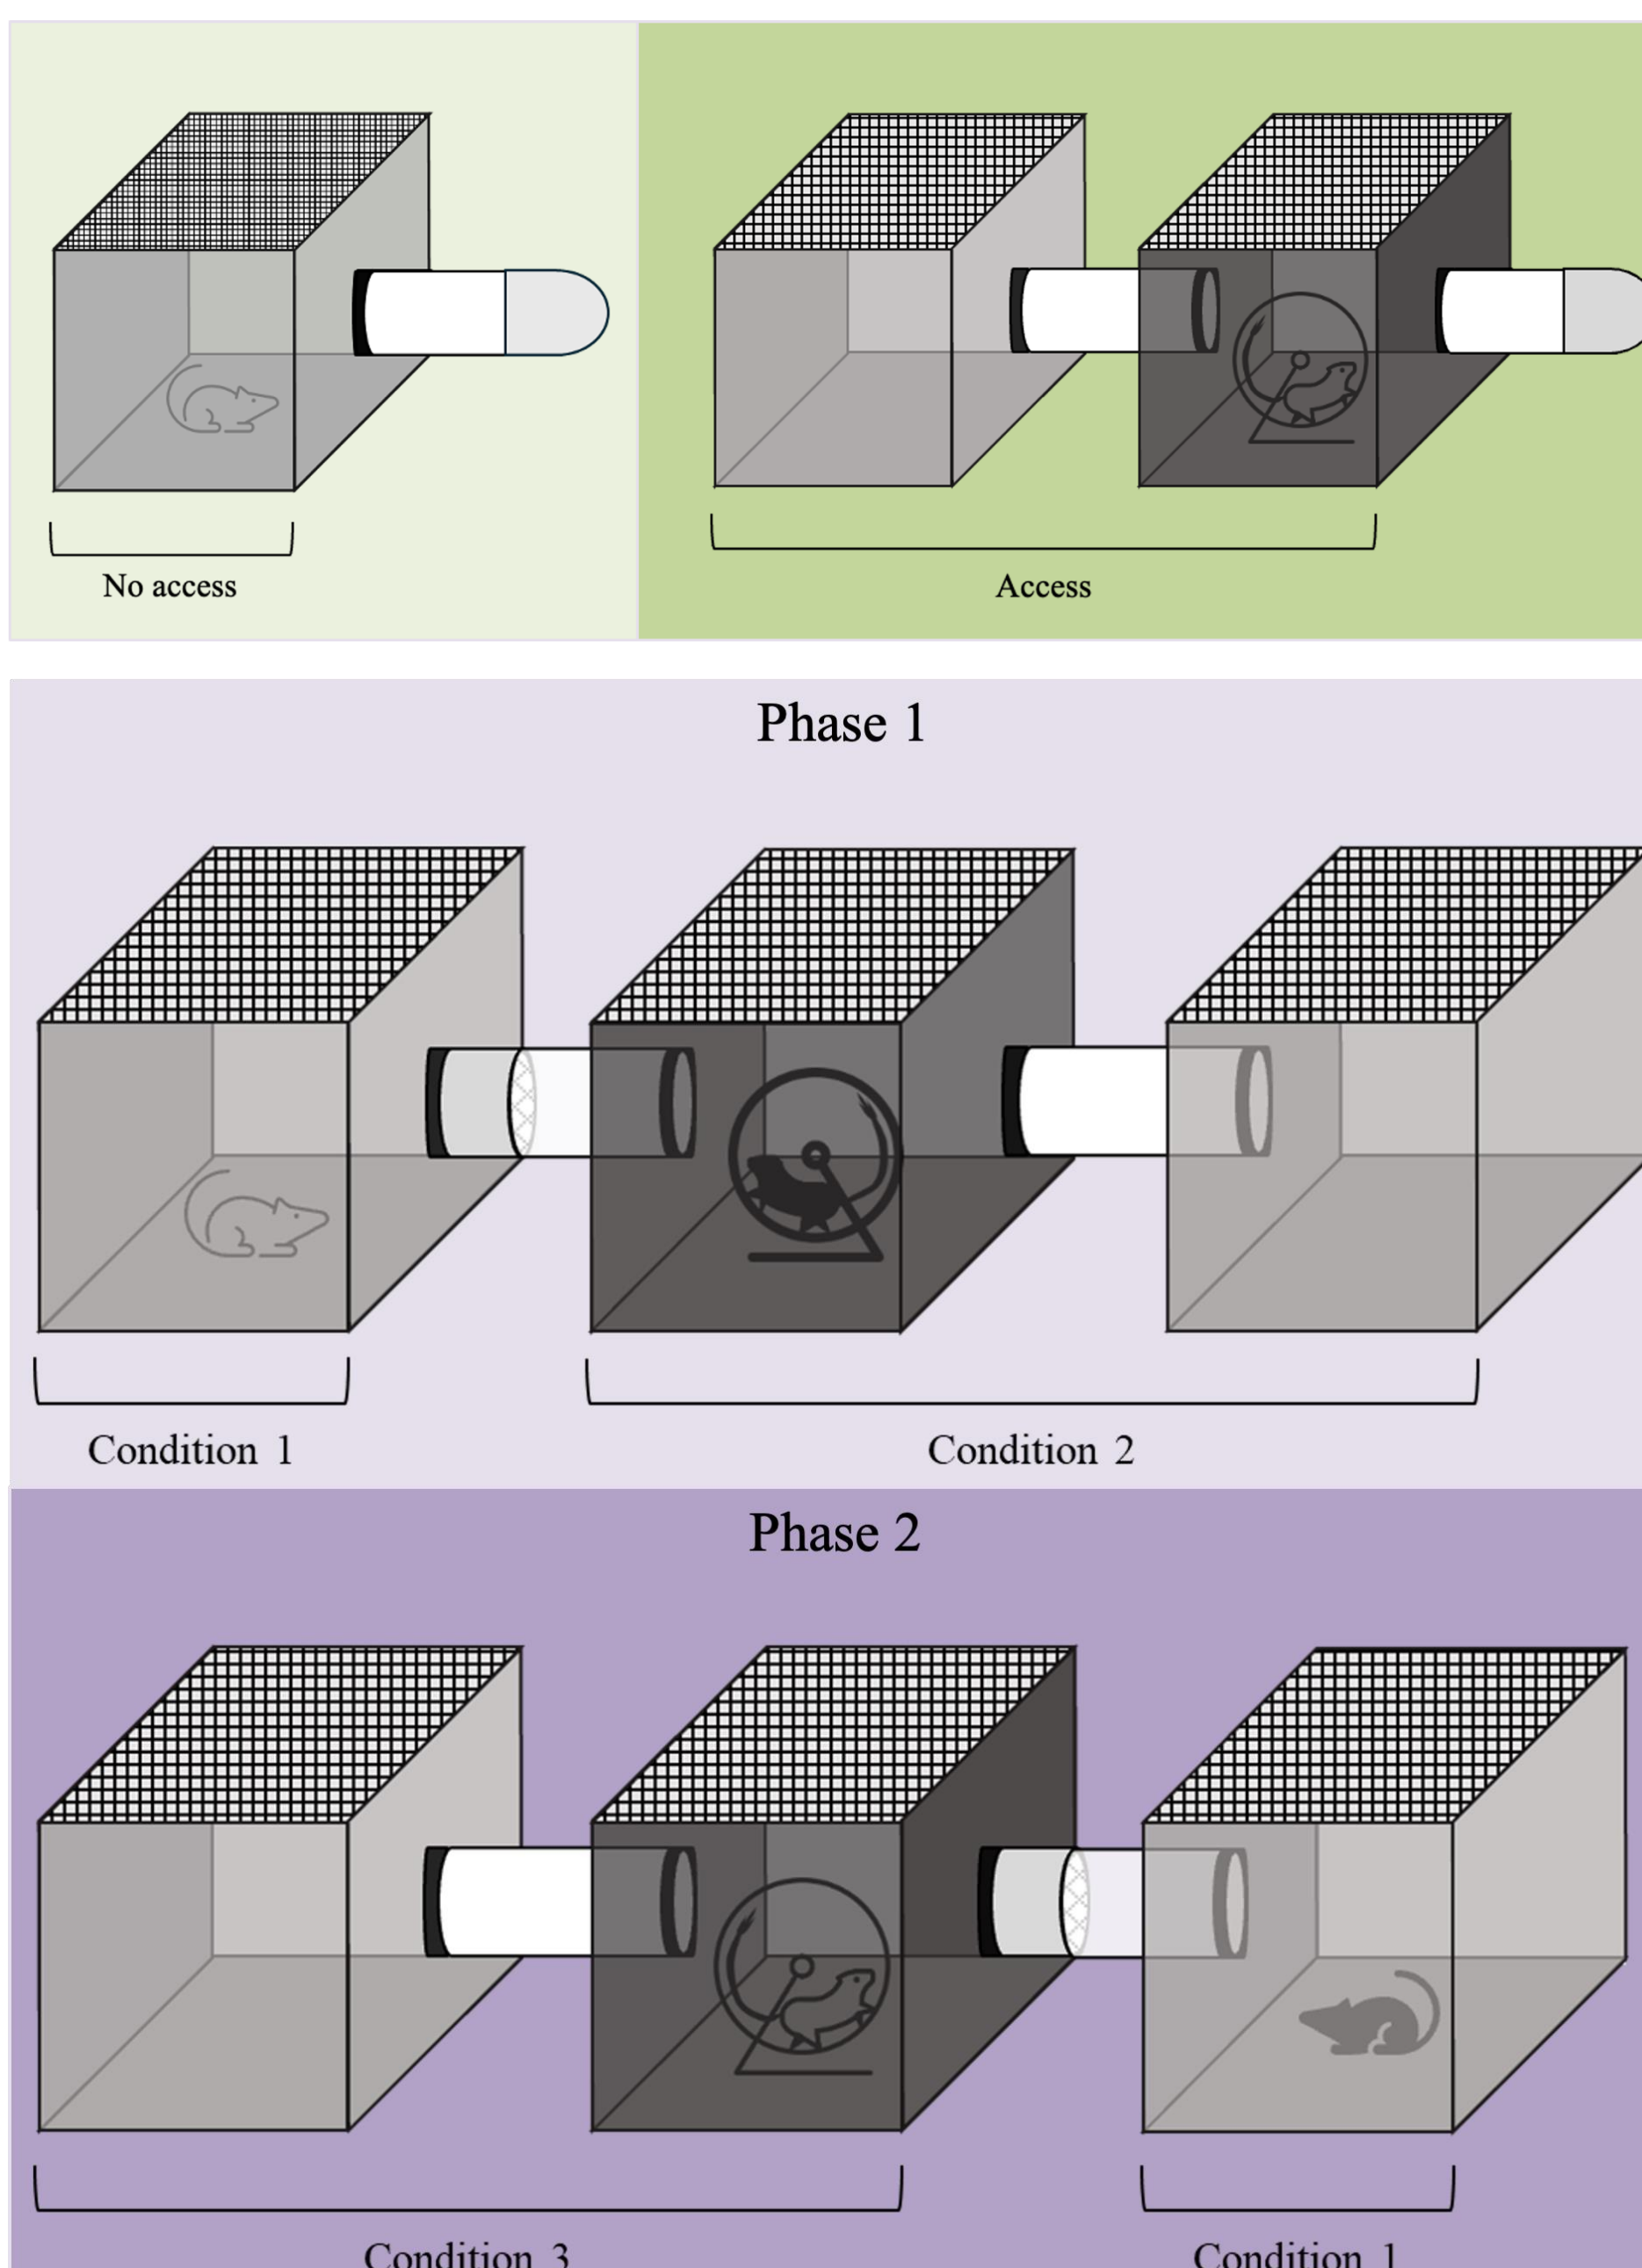 No access
Access
Phase 1
Condition 1
Condition 2
Phase 2
Condition 3
Condition 1